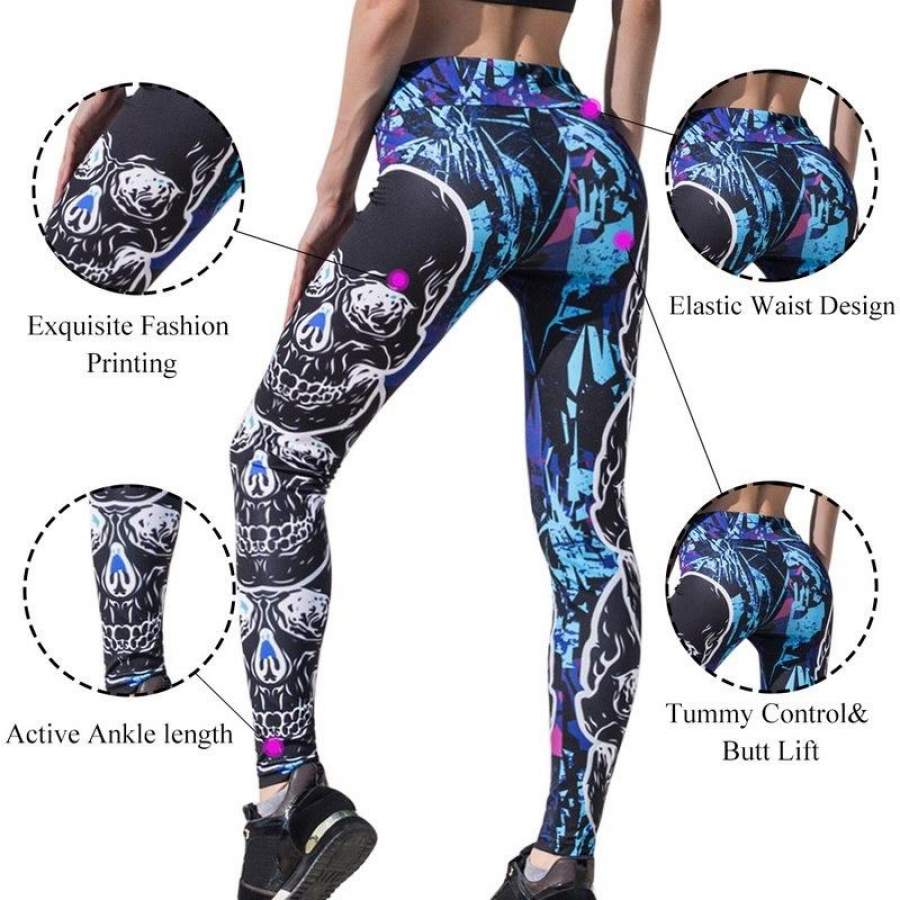 Exquisite Fashion
Printing
Elastic Waist Design
Active Ankle length
Tummy Control&
Butt Lift